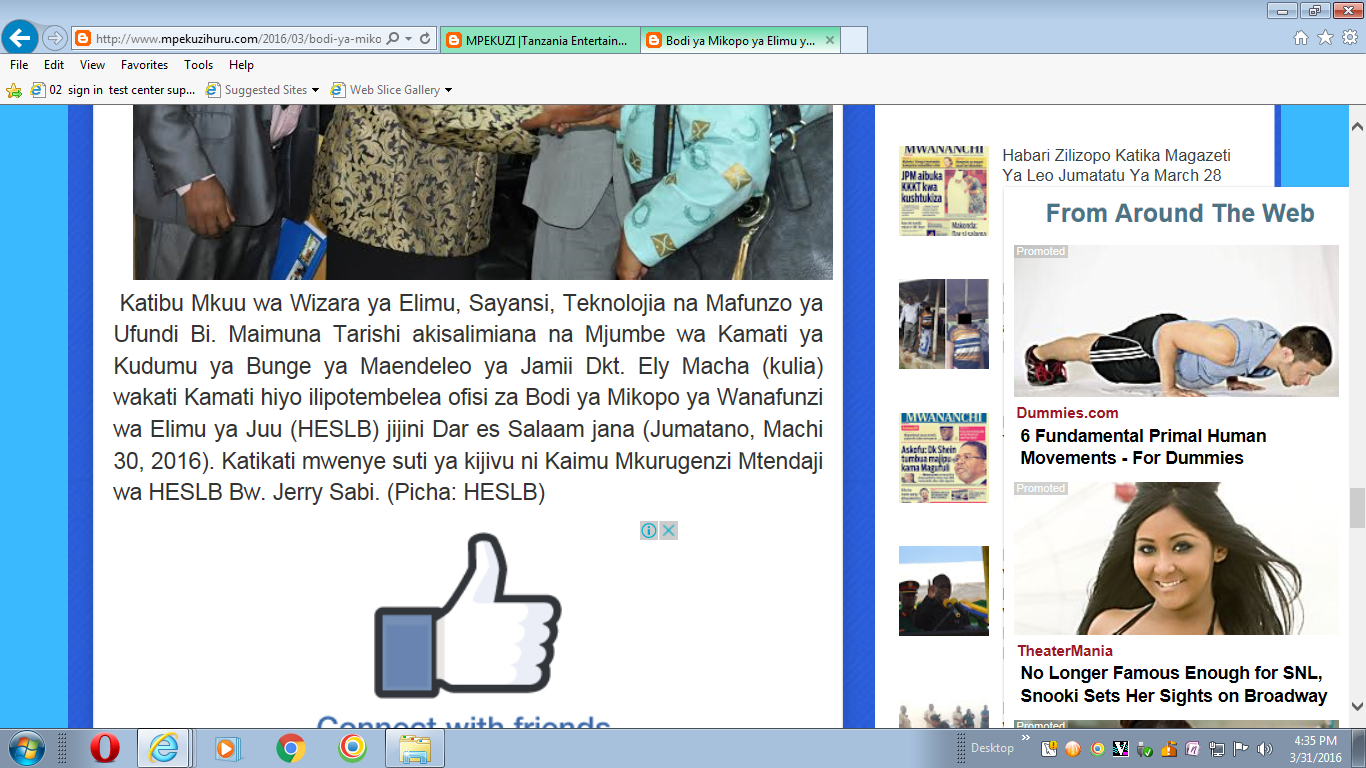 http://www.mpekuzihuru.com/2016/03/bodi-ya-miko
MPEKUZI |Tanzania Entertain...
Bodi ya Mikopo ya Elimu y...
File Edit View Favorites Tools Help
02 sign in test center sup...
Suggested Sites
Web Slice Gallery
Katibu Mkuu wa Wizara ya Elimu, Sayansi, Teknolojia na Mafunzo ya
Ufundi Bi. Maimuna Tarishi akisalimiana na Mjumbe wa Kamati ya
Kudumu ya Bunge ya Maendeleo ya Jamii Dkt. Ely Macha (kulia)
wakati Kamati hiyo ilipotembelea ofisi za Bodi ya Mikopo ya Wanafunzi
wa Elimu ya Juu (HESLB) jijini Dar es Salaam jana (Jumatano, Machi
30, 2016). Katikati mwenye suti ya kijivu ni Kaimu Mkurugenzi Mtendaji
wa HESLB Bw. Jerry Sabi. (Picha: HESLB)
Connect with friends
MWANANCHI
JPM aibuka
KKKT kwa
kushtukiza
Habari Zilizopo Katika Magazeti
Ya Leo Jumatatu Ya March 28
MWANANCHI
Askofu: Dk Shein
tumbua majipu
kama Magufuli
From Around The Web
Promoted
Dummies.com
6 Fundamental Primal Human
Movements - For Dummies
Promoted
TheaterMania
No Longer Famous Enough for SNL,
Snooki Sets Her Sights on Broadway
Promoted
Desktop
4:35 PM
3/31/2016